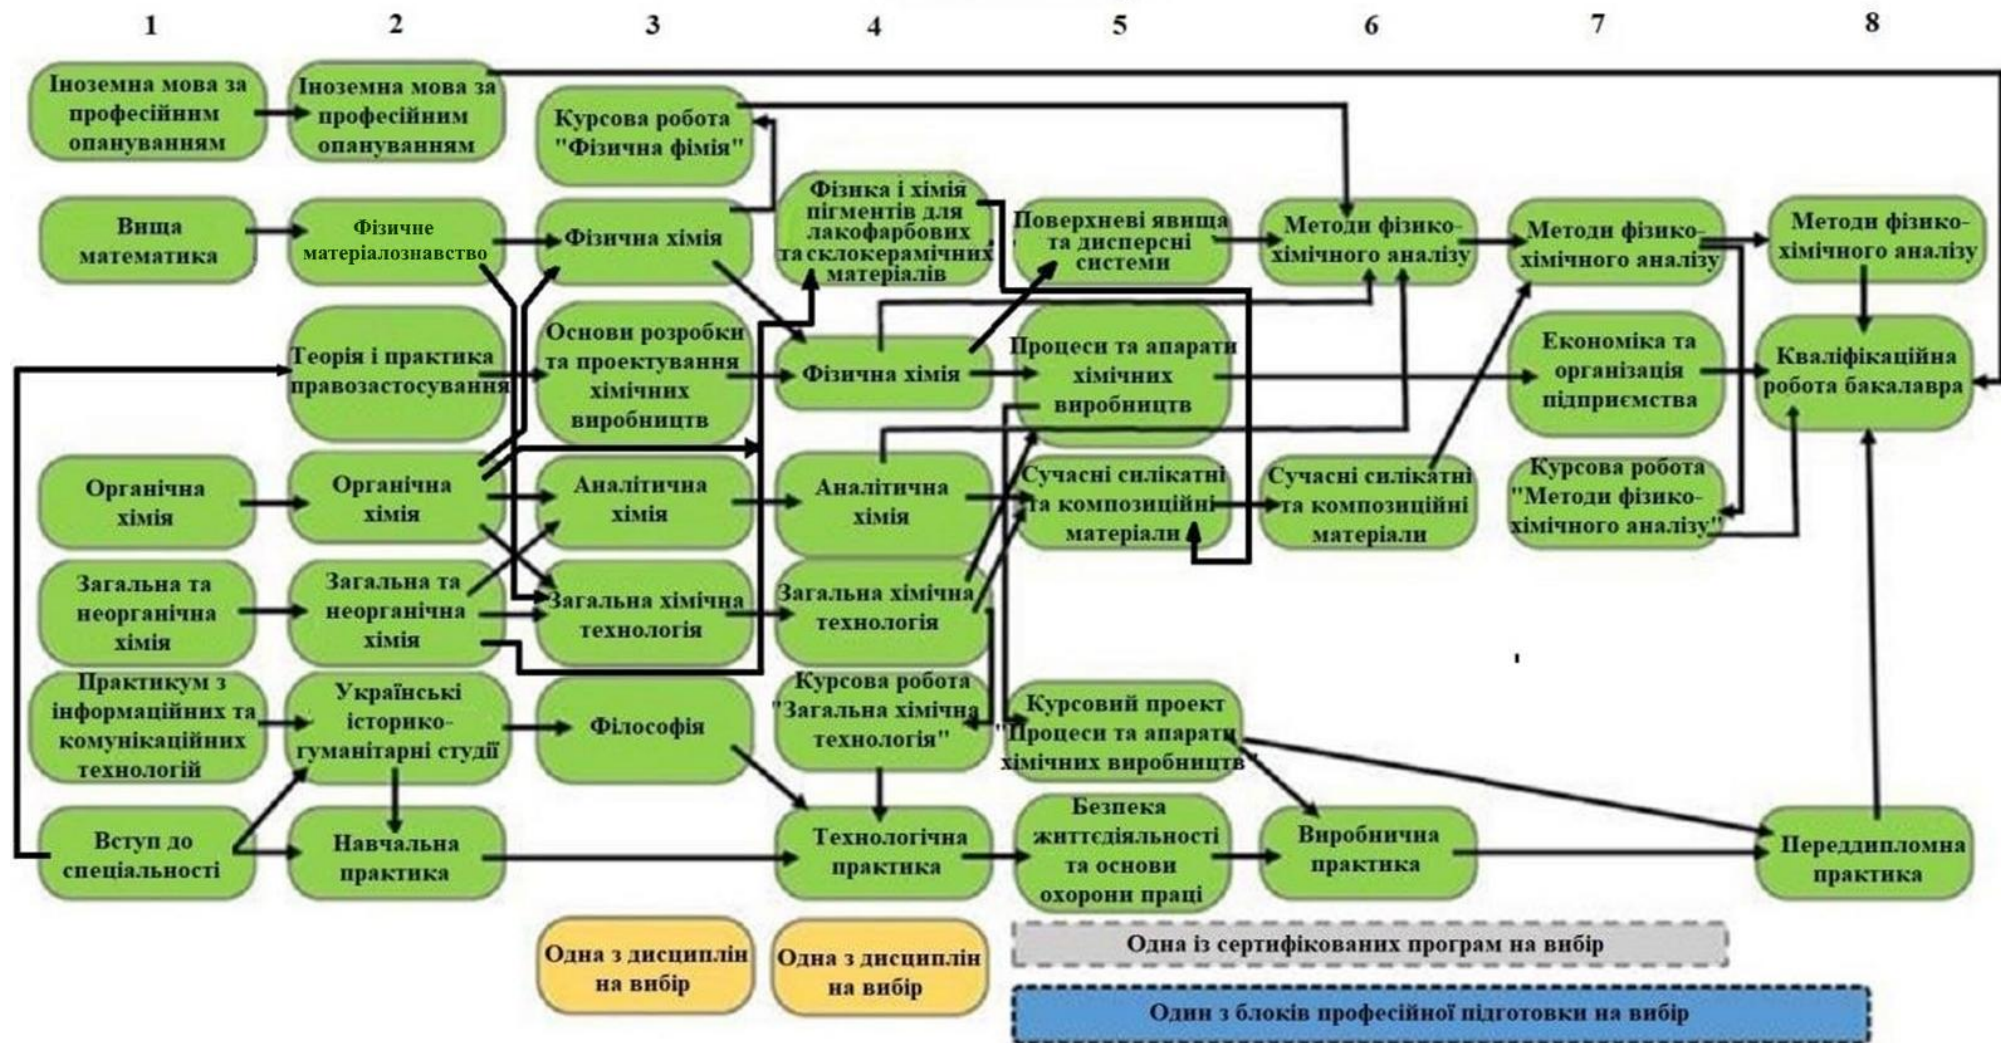 1 2 3 4 5 6 7 8
Іноземна мова за
професійним
опануванням
Іноземна мова за
професійним
опануванням
Курсова робота
"Фізична фімія"
Вища
математика
Фізичне
матеріалознавство
Фізична хімія
Фізика і хімія
пігментів для
лакофарбових
та склокерамічних
матеріалів
Поверхневі явища
та дисперсні
системи
Методи фізико-
хімічного аналізу
Методи фізико-
хімічного аналізу
Методи фізико-
хімічного аналізу
Теорія і практика
правозастосування
Основи розробки
та проектування
хімічних
виробництв
Фізична хімія
Процеси та апарати
хімічних
виробництв
Економіка та
організація
підприємства
Кваліфікаційна
робота бакалавра
Органічна
хімія
Органічна
хімія
Аналітична
хімія
Аналітична
хімія
Сучасні силікатні
та композиційні
матеріали
Сучасні силікатні
та композиційні
матеріали
Курсова робота
"Методи фізико-
хімічного аналізу"
Загальна та
неорганічна
хімія
Загальна та
неорганічна
хімія
Загальна хімічна
технологія
Загальна хімічна
технологія
Практикум з
інформаційних та
комунікаційних
технологій
Українські
історико-
гуманітарні студії
Філософія
Курсова робота
"Загальна хімічна
технологія"
Курсовий проект
"Процеси та апарати
хімічних виробництв"
Вступ до
спеціальності
Навчальна
практика
Технологічна
практика
Безпека
життєдіяльності
та основи
охорони праці
Виробнична
практика
Переддипломна
практика
Одна з дисциплін
на вибір
Одна з дисциплін
на вибір
Одна із сертифікованих програм на вибір
Один з блоків професійної підготовки на вибір